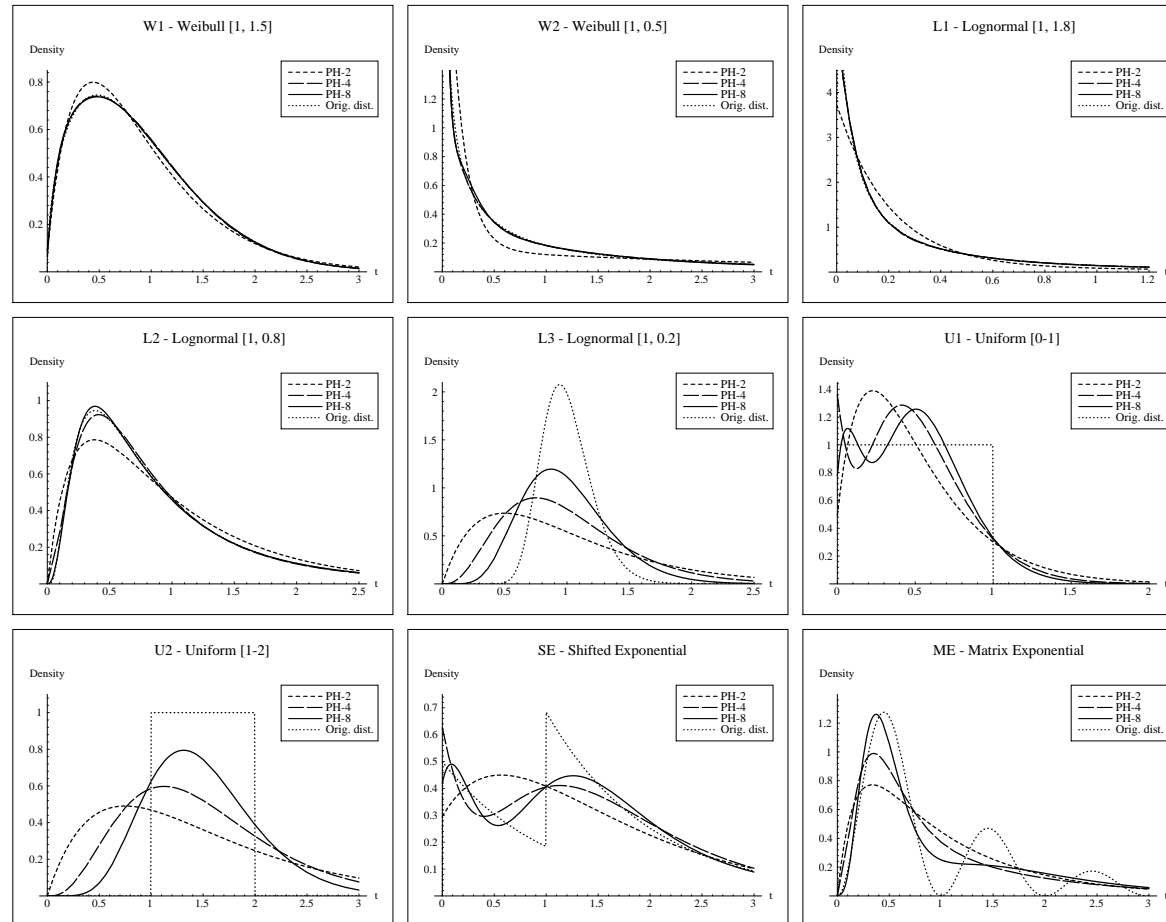 W1 - Weibull [1, 1.5]
Density
PH-2
PH-4
PH-8
Orig. dist.
0.8
0.6
0.4
0.2
0 0.5 1 1.5 2 2.5 3 t
W2 - Weibull [1, 0.5]
Density
PH-2
PH-4
PH-8
Orig. dist.
1.2
1
0.8
0.6
0.4
0.2
0 0.5 1 1.5 2 2.5 3 t
L1 - Lognormal [1, 1.8]
Density
PH-2
PH-4
PH-8
Orig. dist.
4
3
2
1
0 0.2 0.4 0.6 0.8 1.0 1.2 t
L2 - Lognormal [1, 0.8]
Density
PH-2
PH-4
PH-8
Orig. dist.
1
0.8
0.6
0.4
0.2
0 0.5 1 1.5 2 2.5 t
L3 - Lognormal [1, 0.2]
Density
PH-2
PH-4
PH-8
Orig. dist.
2
1.5
1
0.5
0 0.5 1 1.5 2 2.5 t
U1 - Uniform [0-1]
Density
PH-2
PH-4
PH-8
Orig. dist.
1.4
1.2
1
0.8
0.6
0.4
0.2
0 0.5 1 1.5 2 t
U2 - Uniform [1-2]
Density
PH-2
PH-4
PH-8
Orig. dist.
1
0.8
0.6
0.4
0.2
0 0.5 1 1.5 2 2.5 3 t
SE - Shifted Exponential
Density
PH-2
PH-4
PH-8
Orig. dist.
0.7
0.6
0.5
0.4
0.3
0.2
0.1
0 0.5 1 1.5 2 2.5 3 t
ME - Matrix Exponential
Density
PH-2
PH-4
PH-8
Orig. dist.
1.2
1
0.8
0.6
0.4
0.2
0 0.5 1 1.5 2 2.5 3 t